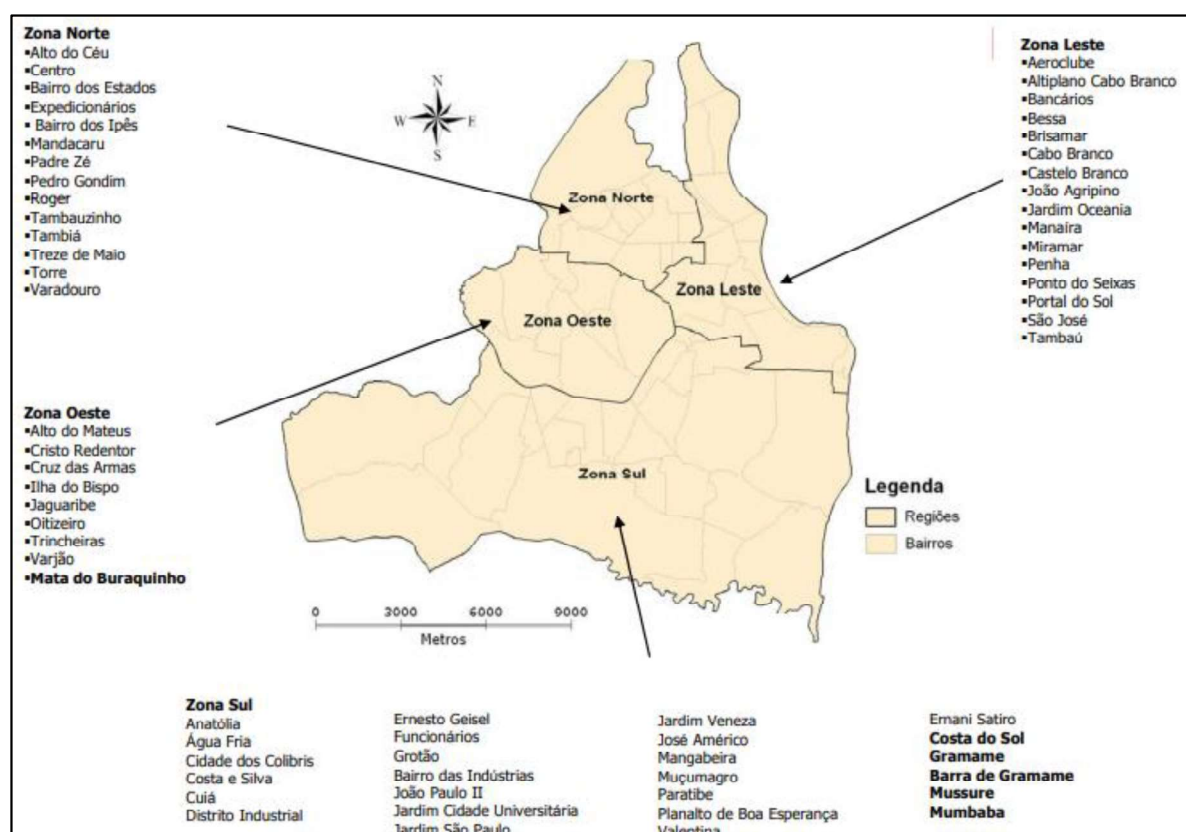 Zona Norte
▪Alto do Céu
▪Centro
▪Bairro dos Estados
▪Expedicionários
▪ Bairro dos Ipês
▪Mandacaru
▪Padre Zé
▪Pedro Gondim
▪Roger
▪Tambauzinho
▪Tambiá
▪Treze de Maio
▪Torre
▪Varadouro
Zona Leste
▪Aeroclube
▪Altiplano Cabo Branco
▪Bancários
▪Bessa
▪Brisamar
▪Cabo Branco
▪Castelo Branco
▪João Agripino
▪Jardim Oceania
▪Manaira
▪Miramar
▪Penha
▪Ponto do Seixas
▪Portal do Sol
▪São José
▪Tambaú
N
W E
S
Zona Norte
Zona Leste
Zona Oeste
Zona Sul
Zona Oeste
▪Alto do Mateus
▪Cristo Redentor
▪Cruz das Armas
▪Ilha do Bispo
▪Jaguaribe
▪Oitizeiro
▪Trincheiras
▪Varjão
▪Mata do Buraquinho
Legenda
Regiões
Bairros
0 3000 6000 9000
Metros
Zona Sul
Anatólia
Água Fria
Cidade dos Colibris
Costa e Silva
Cuiá
Distrito Industrial
Ernesto Geisel
Funcionários
Grotão
Bairro das Indústrias
João Paulo II
Jardim Cidade Universitária
Jardim São Paulo
Jardim Veneza
José Américo
Mangabeira
Muçumagro
Paratibe
Planalto de Boa Esperança
Valentina
Ernani Satiro
Costa do Sol
Gramame
Barra de Gramame
Mussure
Mumbaba